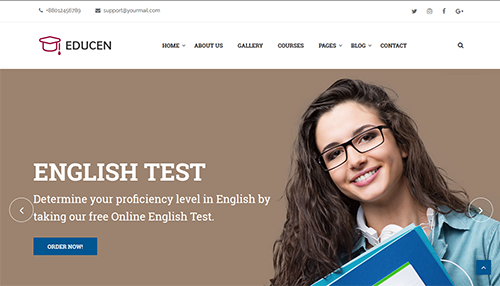 +88012456789 support@yourmail.com
EDUCEN
HOME ABOUT US GALLERY COURSES PAGES BLOG CONTACT
ENGLISH TEST
Determine your proficiency level in English by
taking our free Online English Test.
ORDER NOW!